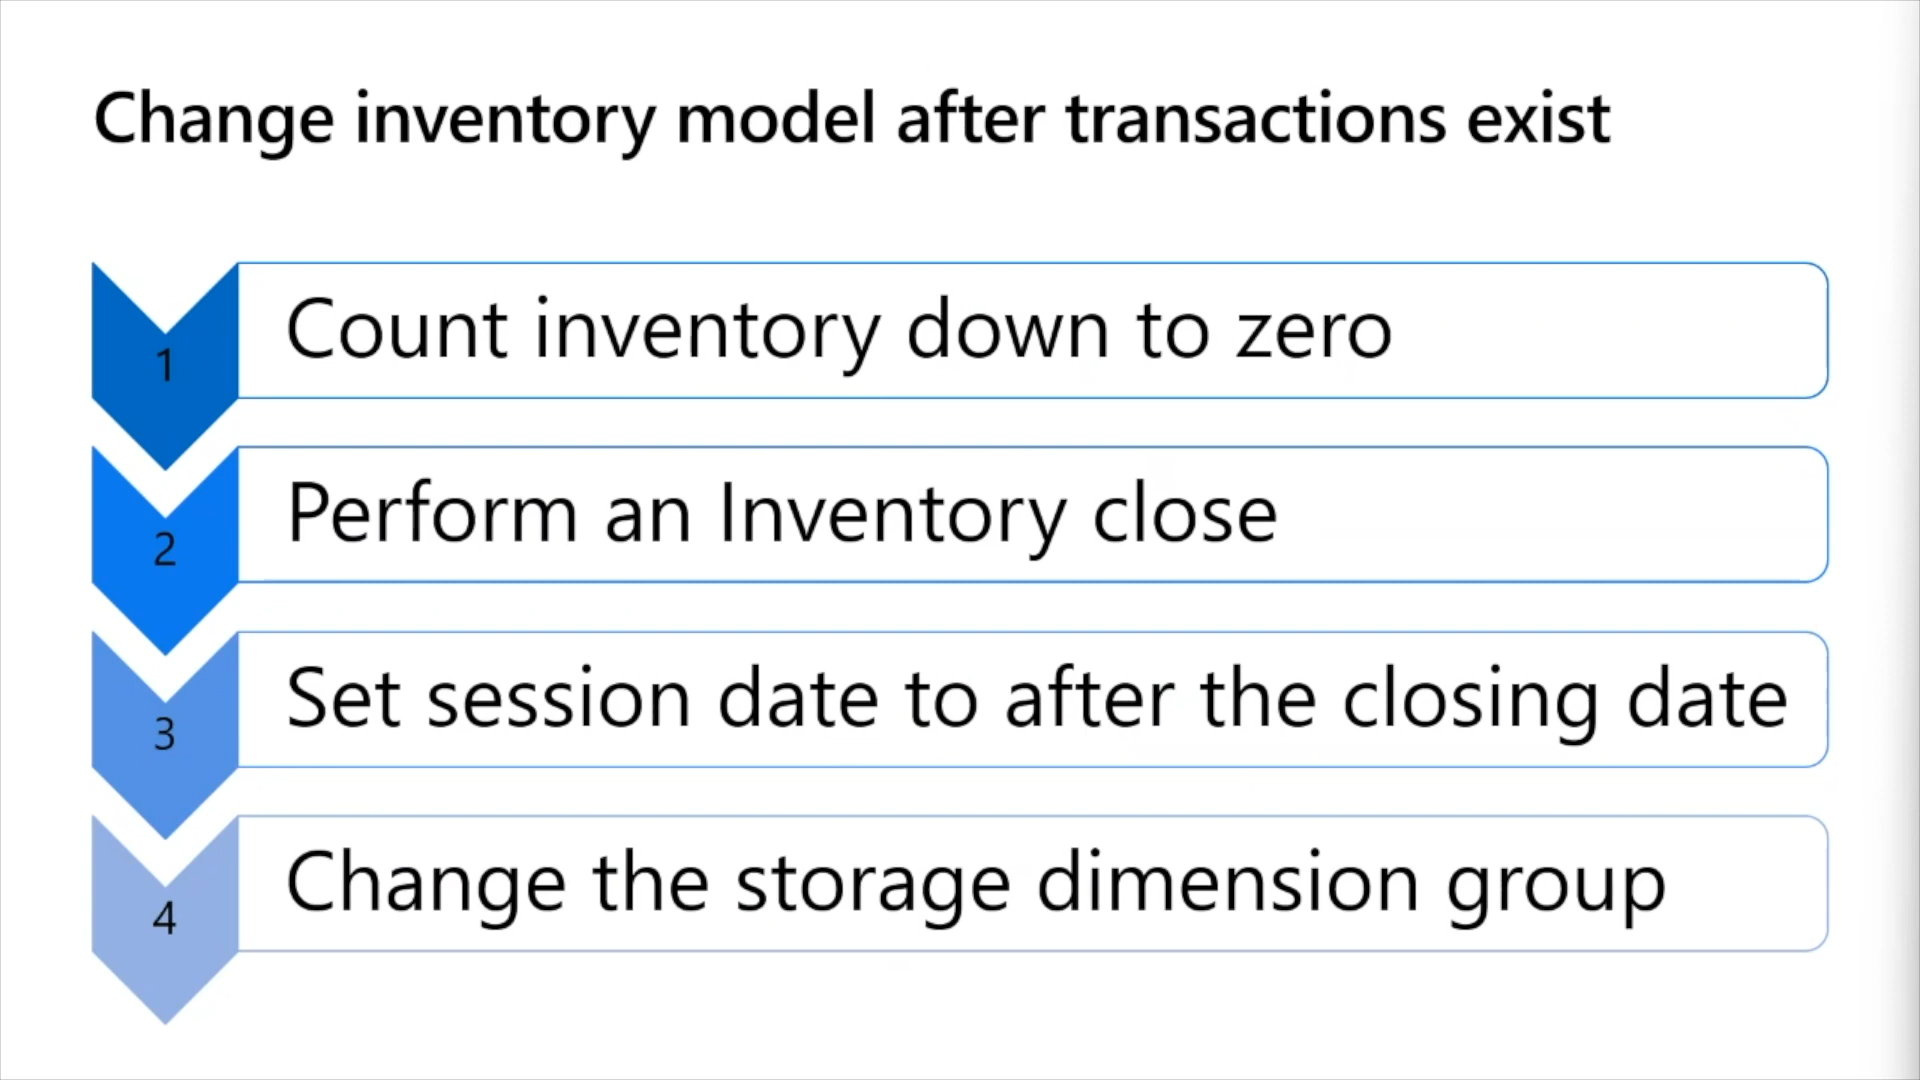 Change inventory model after transactions exist
1
Count inventory down to zero
2
Perform an Inventory close
3
Set session date to after the closing date
4
Change the storage dimension group